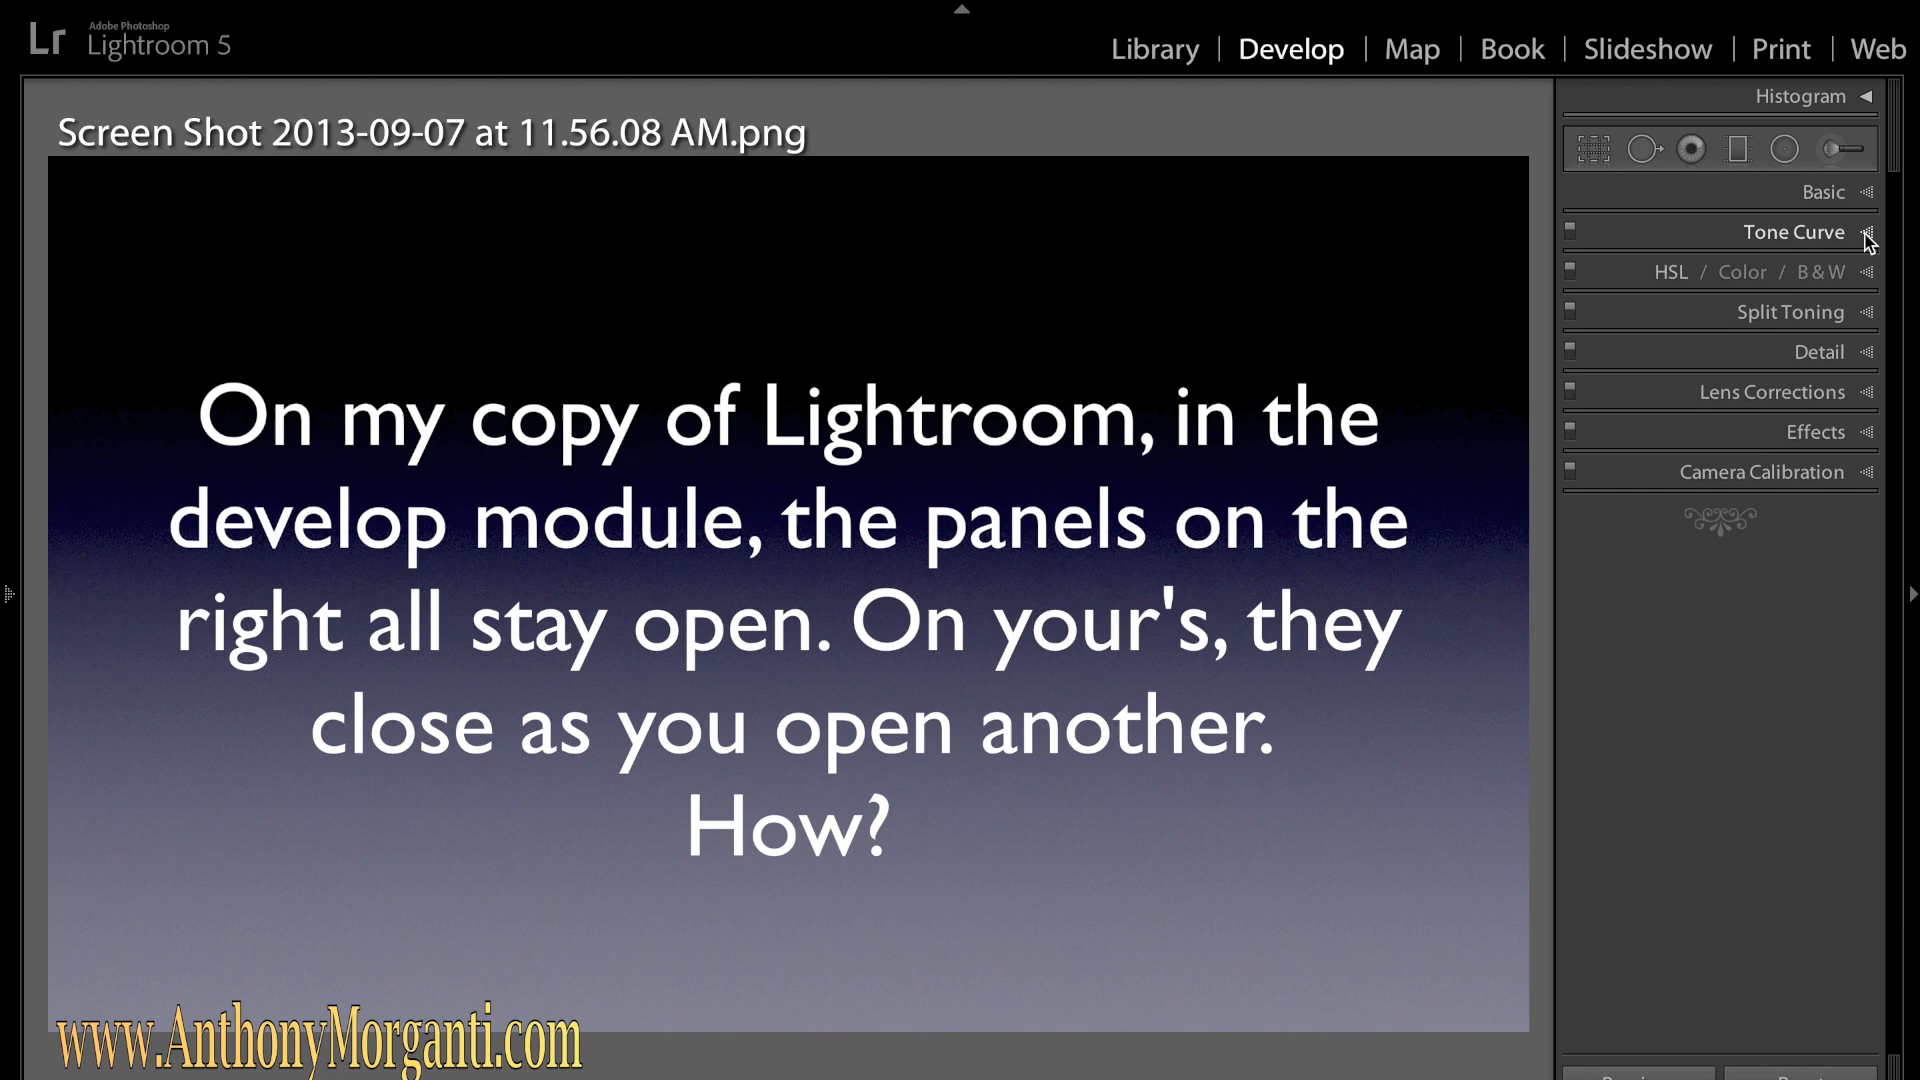 Lr Adobe Photoshop
Lightroom 5
Library | Develop | Map | Book | Slideshow | Print | Web
Histogram
Screen Shot 2013-09-07 at 11.56.08 AM.png
Basic
Tone Curve
HSL / Color / B & W
Split Toning
Detail
Lens Corrections
Effects
Camera Calibration
On my copy of Lightroom, in the
develop module, the panels on the
right all stay open. On your's, they
close as you open another.
How?
www.AnthonyMorganti.com